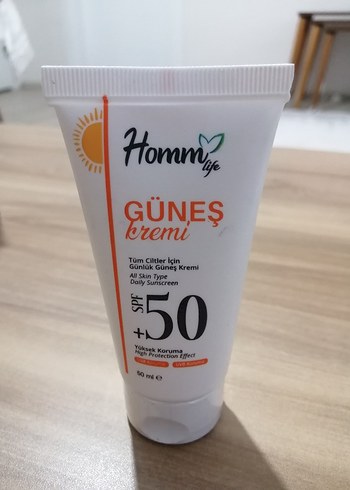 Homm
life
GÜNEŞ
kremi
Tüm Ciltler İçin
Günlük Güneş Kremi
All Skin Type
Daily Sunscreen
SPF
+50
Yüksek Koruma
High Protection Effect
50 ml ℮